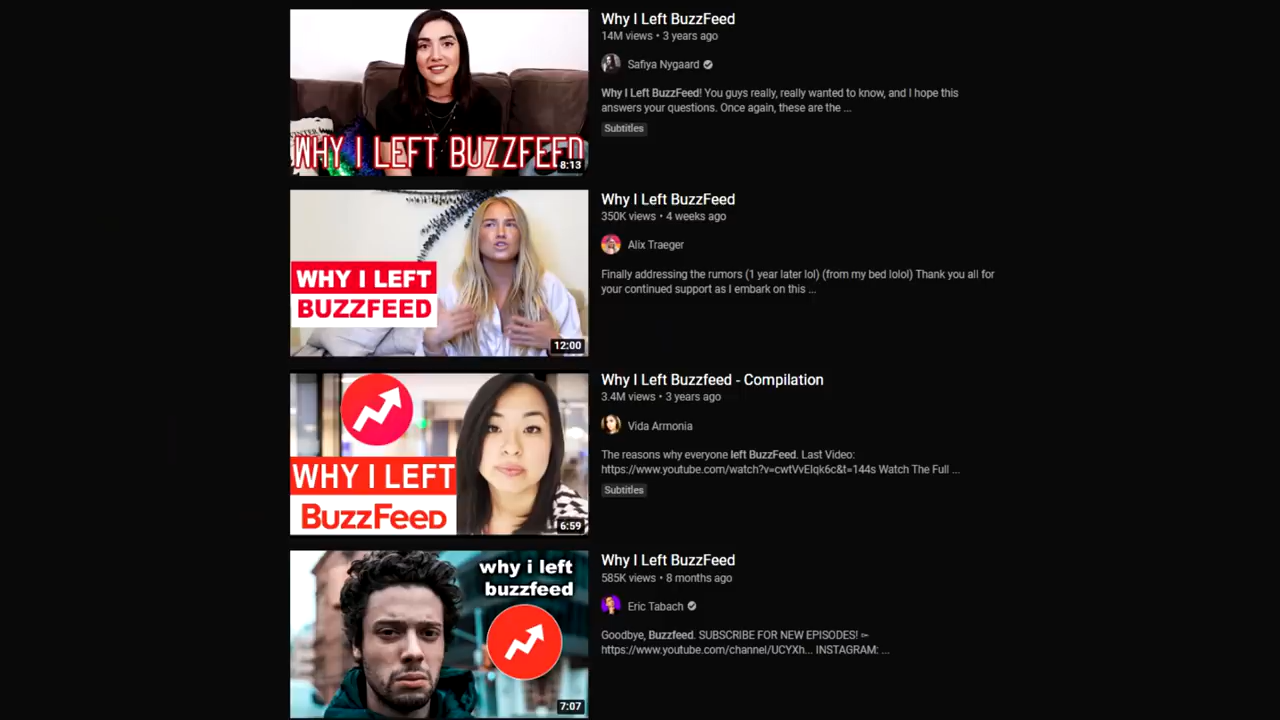 Why I Left BuzzFeed
14M views • 3 years ago
Safiya Nygaard
Why I Left BuzzFeed! You guys really, really wanted to know, and I hope this
answers your questions. Once again, these are the ...
Subtitles
WHY I LEFT BUZZFEED
8:13
Why I Left BuzzFeed
350K views • 4 weeks ago
Alix Traeger
Finally addressing the rumors (1 year later lol) (from my bed lolol) Thank you all for
your continued support as I embark on this ...
WHY I LEFT
BUZZFEED
12:00
Why I Left Buzzfeed - Compilation
3.4M views • 3 years ago
Vida Armonia
The reasons why everyone left BuzzFeed. Last Video:
https://www.youtube.com/watch?v=cwtVvEIqk6c&t=144s Watch The Full ...
Subtitles
WHY I LEFT
BuzzFeed
6:59
Why I Left BuzzFeed
585K views • 8 months ago
Eric Tabach
Goodbye, Buzzfeed. SUBSCRIBE FOR NEW EPISODES! ⌲
https://www.youtube.com/channel/UCYXh... INSTAGRAM: ...
why i left
buzzfeed
7:07